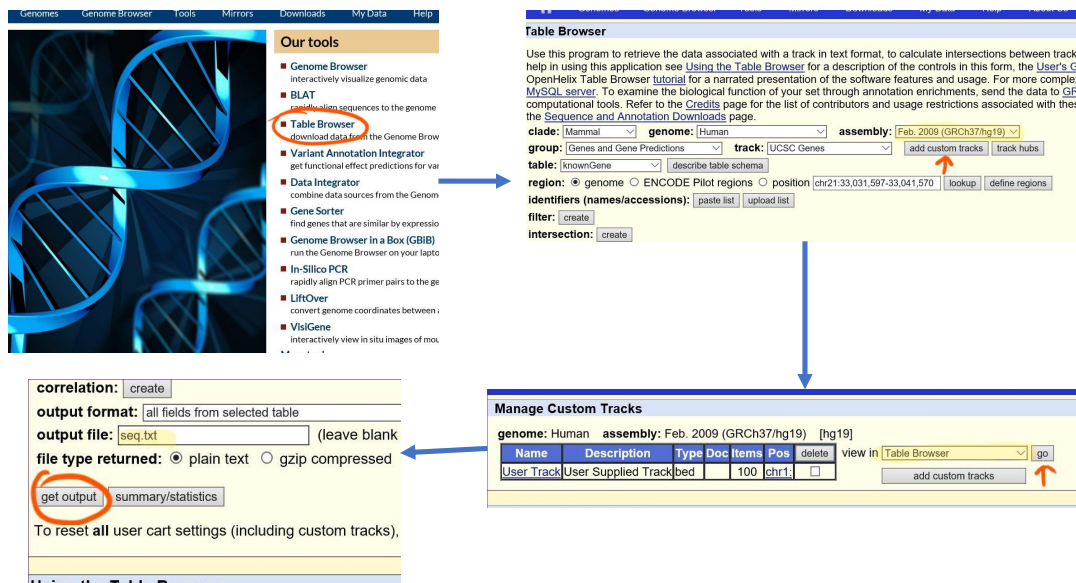 Genomes Genome Browser Tools Mirrors Downloads My Data Help
Our tools
Genome Browser
interactively visualize genomic data
BLAT
rapidly align sequences to the genome
Table Browser
download data from the Genome Brow
Variant Annotation Integrator
get functional effect predictions for var
Data Integrator
combine data sources from the Genom
Gene Sorter
find genes that are similar by expressio
Genome Browser in a Box (GBIB)
run the Genome Browser on your lapto
In-Silico PCR
rapidly align PCR primer pairs to the ge
LiftOver
convert genome coordinates between
VisiGene
interactively view in situ images of mou
Table Browser
Use this program to retrieve the data associated with a track in text format, to calculate intersections between track
help in using this application see Using the Table Browser for a description of the controls in this form, the User's G
OpenHelix Table Browser tutorial for a narrated presentation of the software features and usage. For more comple
MySQL server. To examine the biological function of your set through annotation enrichments, send the data to GR
computational tools. Refer to the Credits page for the list of contributors and usage restrictions associated with thes
the Sequence and Annotation Downloads page.
clade: Mammal genome: Human assembly: Feb. 2009 (GRCh37/hg19)
group: Genes and Gene Predictions track: UCSC Genes add custom tracks track hubs
table: knownGene describe table schema
region: genome ENCODE Pilot regions position chr21:33,031,597-33,041,570 lookup define regions
identifiers (names/accessions): paste list upload list
filter: create
intersection: create
Manage Custom Tracks
genome: Human assembly: Feb. 2009 (GRCh37/hg19) [hg19]
Name Description Type Doc Items Pos delete view in Table Browser go
User Track User Supplied Track bed 100 chr1:
add custom tracks
correlation: create
output format: all fields from selected table
output file: seq.txt (leave blank
file type returned: plain text gzip compressed
get output summary/statistics
To reset all user cart settings (including custom tracks),